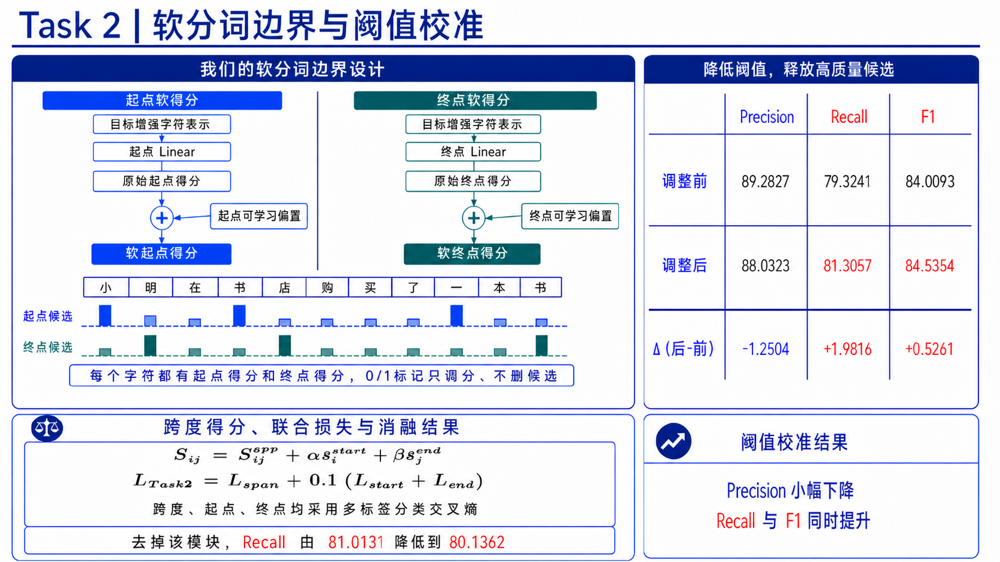 Task 2 | 软分词边界与阈值校准
我们的软分词边界设计
起点软得分
目标增强字符表示
起点 Linear
原始起点得分
+
起点可学习偏置
软起点得分
终点软得分
目标增强字符表示
终点 Linear
原始终点得分
+
终点可学习偏置
软终点得分
小 明 在 书 店 购 买 了 一 本 书
起点候选
终点候选
每个字符都有起点得分和终点得分，0/1标记只调分、不删候选
降低阈值，释放高质量候选
Precision Recall F1
调整前 89.2827 79.3241 84.0093
调整后 88.0323 81.3057 84.5354
Δ (后-前) -1.2504 +1.9816 +0.5261
跨度得分、联合损失与消融结果
S_{ij} = S_{ij}^{spp} + αs_i^{start} + βs_j^{end}
L_{Task2} = L_{span} + 0.1 (L_{start} + L_{end})
跨度、起点、终点均采用多标签分类交叉熵
去掉该模块，Recall 由 81.0131 降低到 80.1362
阈值校准结果
Precision 小幅下降
Recall 与 F1 同时提升